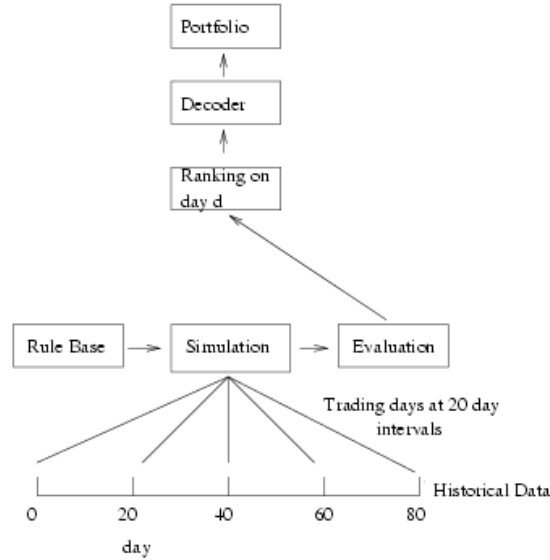 Portfolio
Decoder
Ranking on
day d
Rule Base
Simulation
Evaluation
Trading days at 20 day
intervals
Historical Data
0
20
40
60
80
day